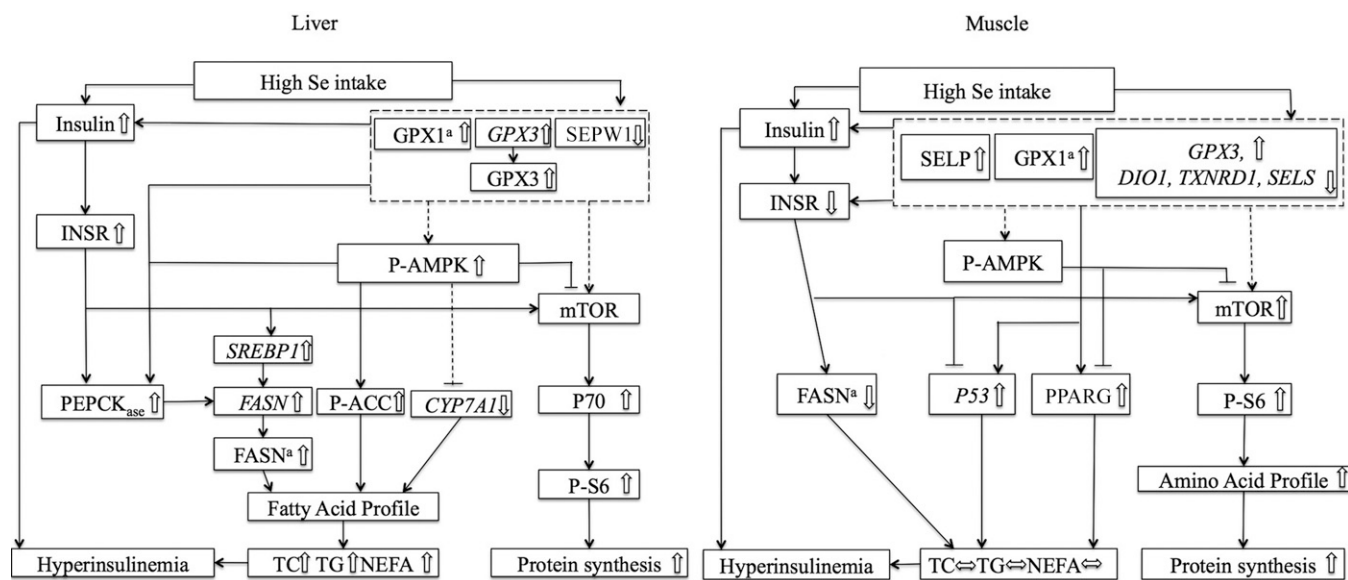 Liver
High Se intake
Insulin⇧
GPX1ª⇧
GPX3⇧
SEPW1⇩
GPX3⇧
INSR⇧
P-AMPK⇧
mTOR
SREBP1⇧
PEPCKase⇧
FASN⇧
P-ACC⇧
CYP7A1⇩
P70⇧
FASNª⇧
P-S6⇧
Fatty Acid Profile
Hyperinsulinemia
TC⇧TG⇧NEFA⇧
Protein synthesis⇧
Muscle
High Se intake
Insulin⇧
SELP⇧
GPX1ª⇧
GPX3,⇧
DIO1, TXNRD1, SELS⇩
INSR⇩
P-AMPK
mTOR⇧
FASNª⇩
P53⇧
PPARG⇧
P-S6⇧
Amino Acid Profile⇧
Hyperinsulinemia
TC⇔TG⇔NEFA⇔
Protein synthesis⇧